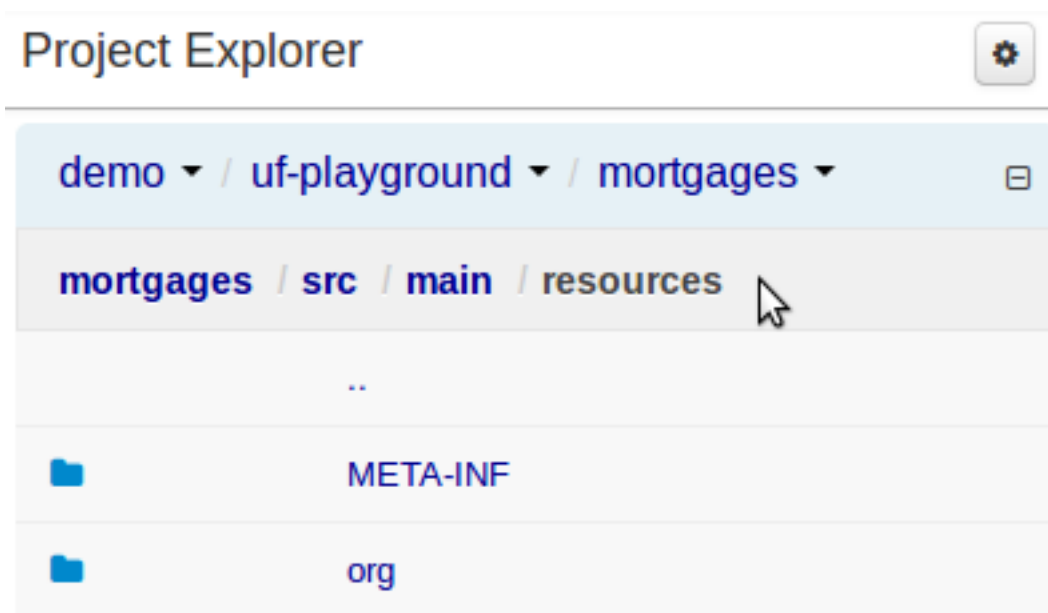 Project Explorer
demo / uf-playground / mortgages
mortgages / src / main / resources
..
META-INF
org